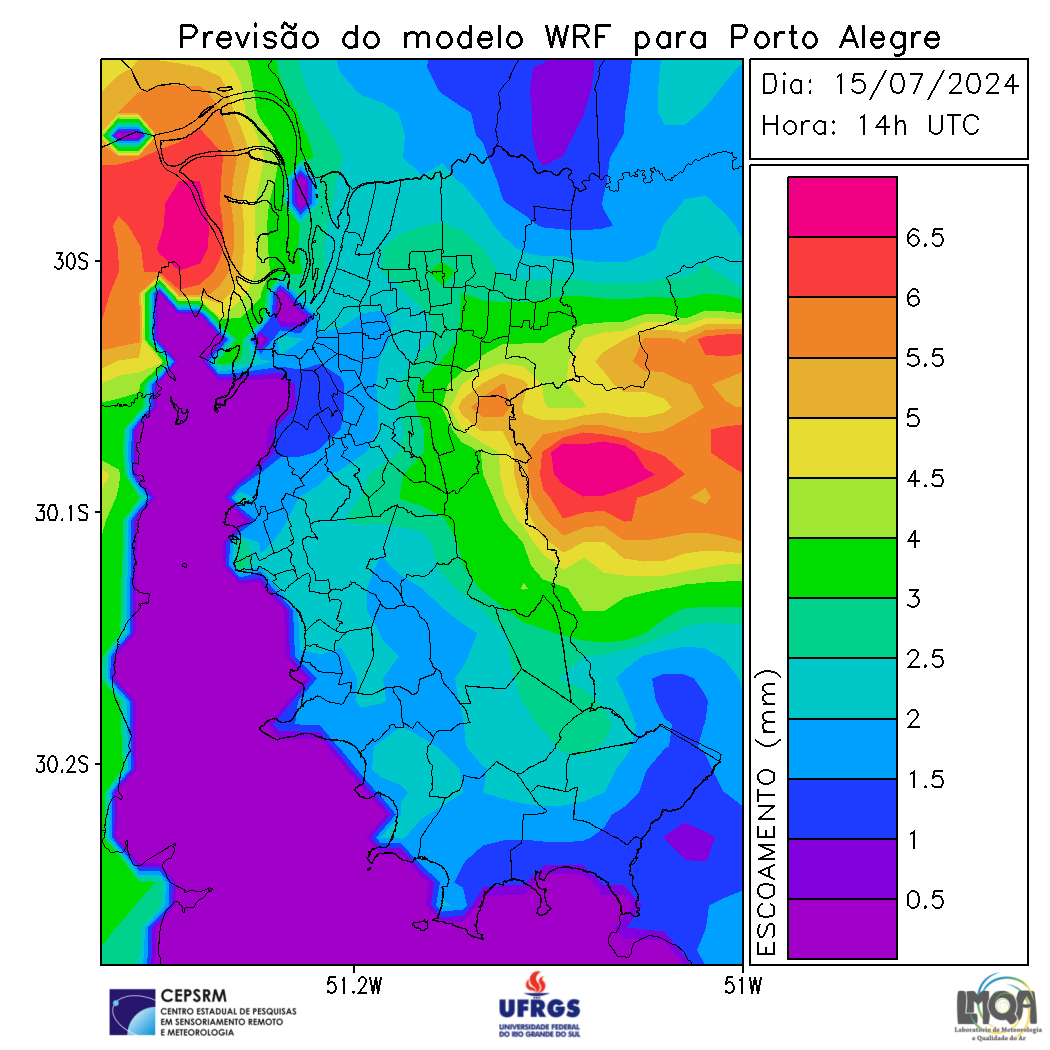 Previsão do modelo WRF para Porto Alegre
Dia: 15/07/2024
Hora: 14h UTC
30S
30.1S
30.2S
51.2W
51W
ESCOAMENTO (mm)
6.5
6
5.5
5
4.5
4
3
2.5
2
1.5
1
0.5
CEPSRM
CENTRO ESTADUAL DE PESQUISAS
EM SENSORIAMENTO REMOTO
E METEOROLOGIA
UFRGS
UNIVERSIDADE FEDERAL
DO RIO GRANDE DO SUL
LMQA
Laboratório de Meteorologia
e Qualidade do Ar